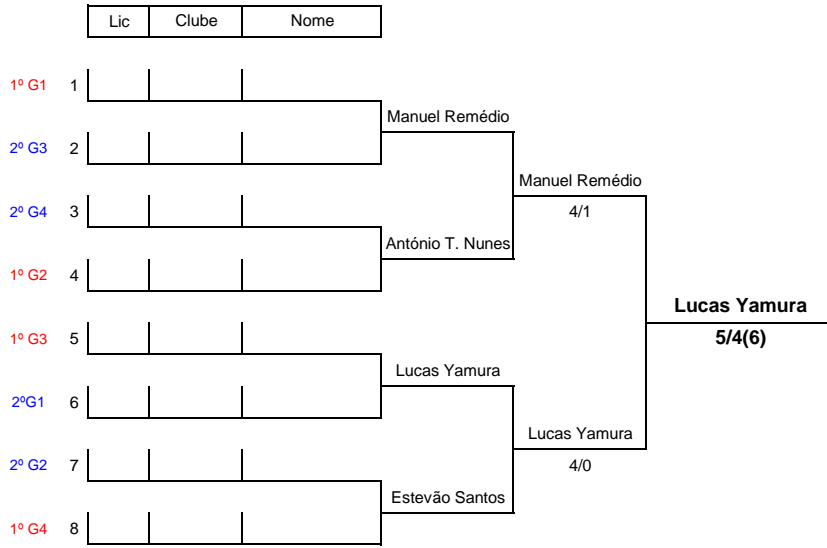 Lic Clube Nome
1º G1 1
Manuel Remédio
2º G3 2
Manuel Remédio
2º G4 3
4/1
António T. Nunes
1º G2 4
Lucas Yamura
1º G3 5
5/4(6)
Lucas Yamura
2ºG1 6
Lucas Yamura
2º G2 7
4/0
Estevão Santos
1º G4 8